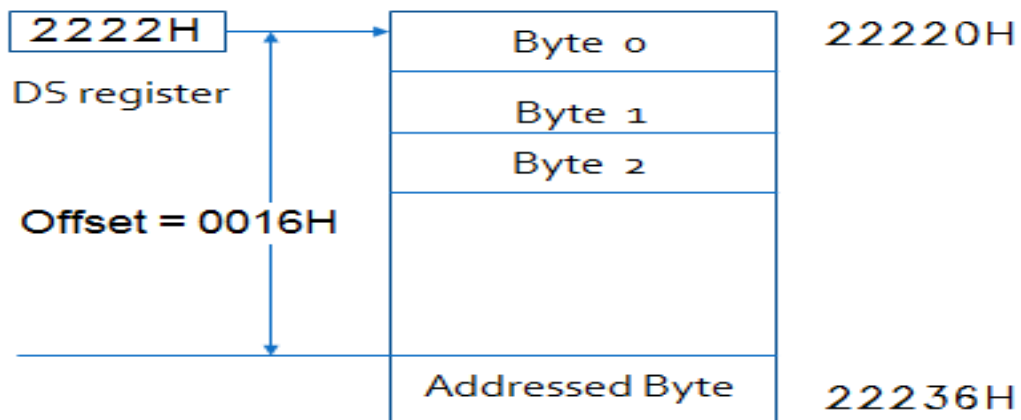 2222H
Byte 0
22220H
DS register
Byte 1
Byte 2
Offset = 0016H
Addressed Byte
22236H